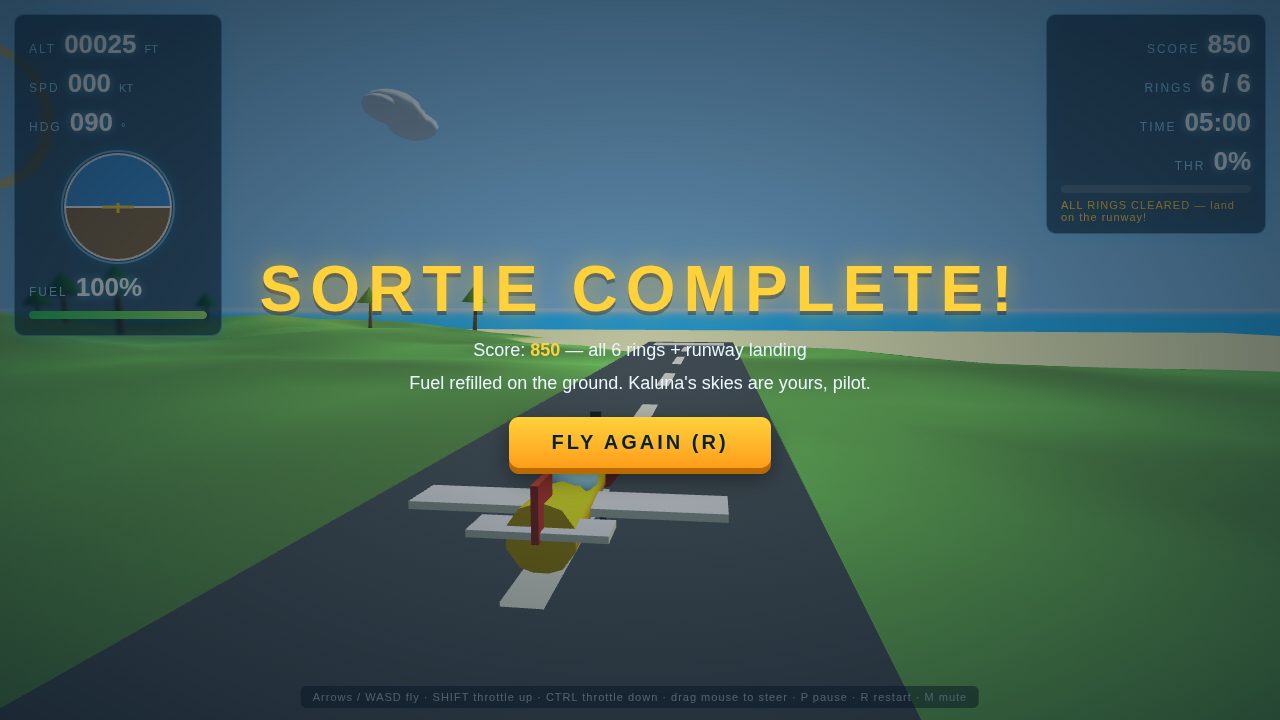 ALT 00025 FT
SPD 000 KT
HDG 090 °
FUEL 100%
SCORE 850
RINGS 6 / 6
TIME 05:00
THR 0%
ALL RINGS CLEARED — land
on the runway!
SORTIE COMPLETE!
Score: 850 — all 6 rings + runway landing
Fuel refilled on the ground. Kaluna's skies are yours, pilot.
FLY AGAIN (R)
Arrows / WASD fly · SHIFT throttle up · CTRL throttle down · drag mouse to steer · P pause · R restart · M mute